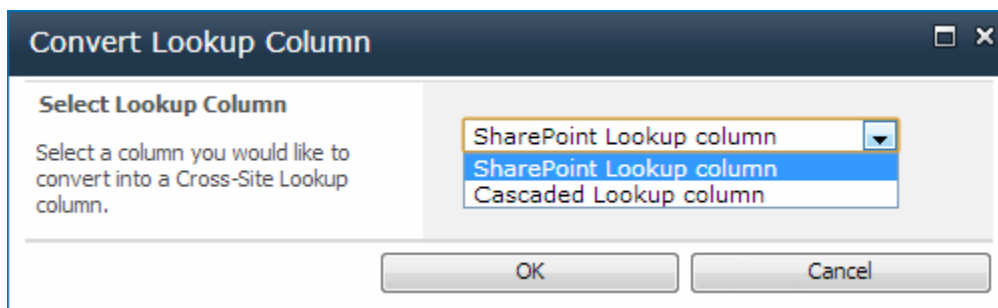 Convert Lookup Column
Select Lookup Column
Select a column you would like to
convert into a Cross-Site Lookup
column.
SharePoint Lookup column
SharePoint Lookup column
Cascaded Lookup column
OK
Cancel